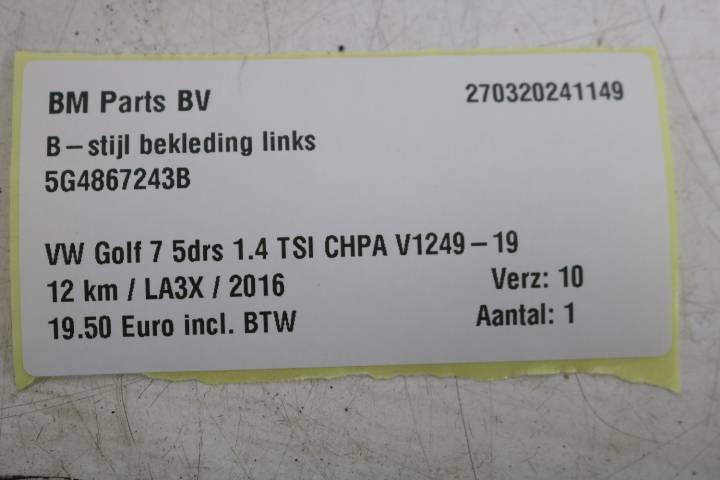 BM Parts BV 270320241149
B-stijl bekleding links
5G4867243B
VW Golf 7 5drs 1.4 TSI CHPA V1249-19
12 km / LA3X / 2016 Verz: 10
19.50 Euro incl. BTW Aantal: 1